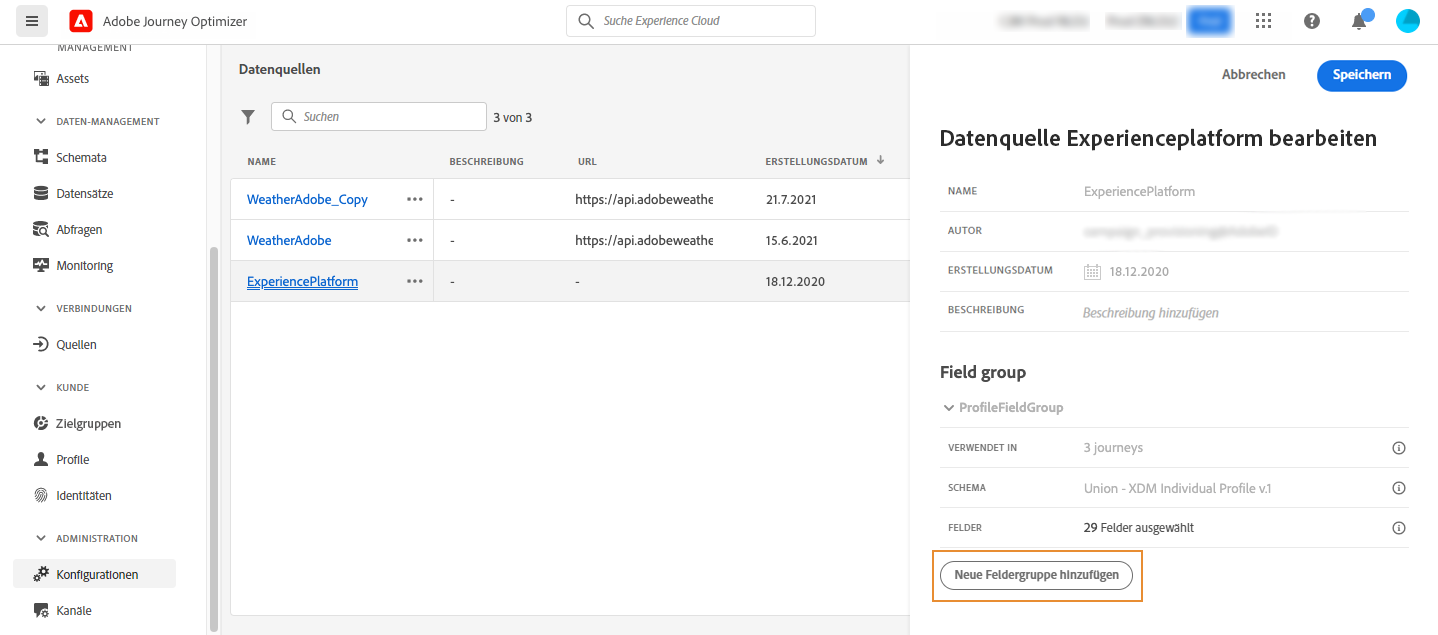 Adobe Journey Optimizer
Suche Experience Cloud
MANAGEMENT
Assets
DATEN-MANAGEMENT
Schemata
Datensätze
Abfragen
Monitoring
VERBINDUNGEN
Quellen
KUNDE
Zielgruppen
Profile
Identitäten
ADMINISTRATION
Konfigurationen
Kanäle
Datenquellen
Suchen
3 von 3
NAME BESCHREIBUNG URL ERSTELLUNGSDATUM
WeatherAdobe_Copy - https://api.adobeweathe 21.7.2021
WeatherAdobe - https://api.adobeweathe 15.6.2021
ExperiencePlatform - - 18.12.2020
Abbrechen
Speichern
Datenquelle Experienceplatform bearbeiten
NAME ExperiencePlatform
AUTOR
ERSTELLUNGSDATUM 18.12.2020
BESCHREIBUNG Beschreibung hinzufügen
Field group
ProfileFieldGroup
VERWENDET IN 3 journeys
SCHEMA Union - XDM Individual Profile v.1
FELDER 29 Felder ausgewählt
Neue Feldergruppe hinzufügen